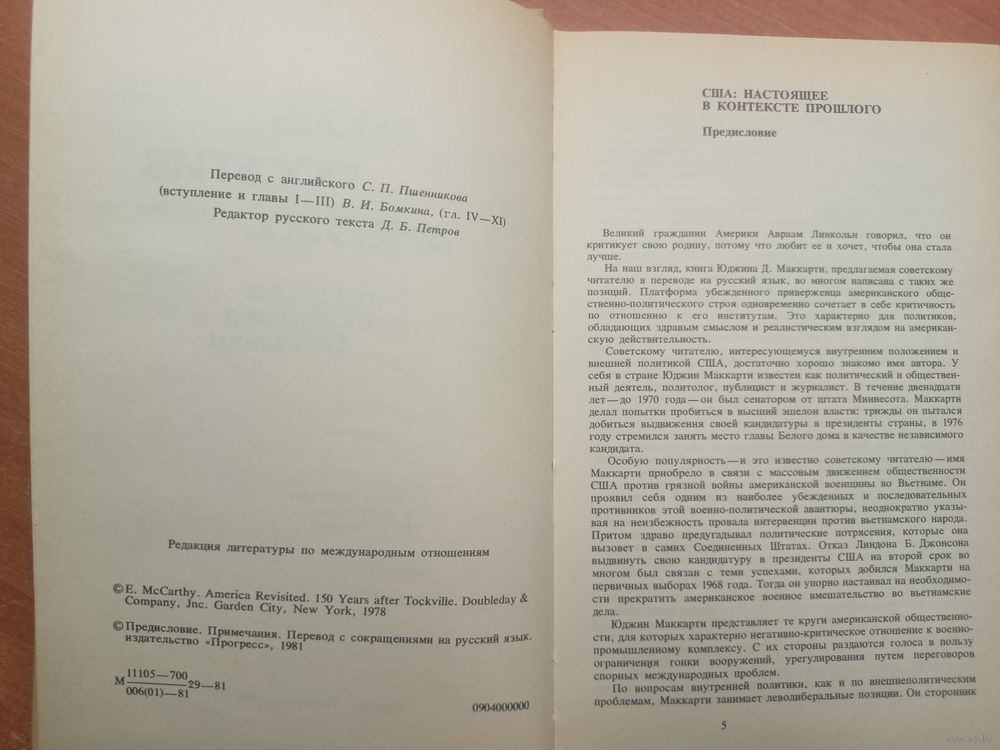 Перевод с английского С. П. Пшенникова
(вступление и главы I—III) В. И. Бомкина, (гл. IV—XI)
Редактор русского текста Д. Б. Петров
Редакция литературы по международным отношениям
© E. McCarthy. America Revisited. 150 Years after Tockville. Doubleday &
Company, Jnc. Garden City, New York, 1978
© Предисловие. Примечания. Перевод с сокращениями на русский язык.
издательство «Прогресс», 1981
М 11105—700
006(01)—81 29—81
0904000000
США: НАСТОЯЩЕЕ
В КОНТЕКСТЕ ПРОШЛОГО
Предисловие
Великий гражданин Америки Авраам Линкольн говорил, что он
критикует свою родину, потому что любит ее и хочет, чтобы она стала
лучше.
На наш взгляд, книга Юджина Д. Маккарти, предлагаемая советскому
читателю в переводе на русский язык, во многом написана с таких же
позиций. Платформа убежденного приверженца американского обще-
ственно-политического строя одновременно сочетает в себе критичность
по отношению к его институтам. Это характерно для политиков,
обладающих здравым смыслом и реалистическим взглядом на американ-
скую действительность.
Советскому читателю, интересующемуся внутренним положением и
внешней политикой США, достаточно хорошо знакомо имя автора. У
себя в стране Юджин Маккарти известен как политический и обществен-
ный деятель, политолог, публицист и журналист. В течение двенадцати
лет—до 1970 года—он был сенатором от штата Миннесота. Маккарти
делал попытки пробиться в высший эшелон власти: трижды он пытался
добиться выдвижения своей кандидатуры в президенты страны, в 1976
году стремился занять место главы Белого дома в качестве независимого
кандидата.
Особую популярность—и это известно советскому читателю—имя
Маккарти приобрело в связи с массовым движением общественности
США против грязной войны американской военщины во Вьетнаме. Он
проявил себя одним из наиболее убежденных и последовательных
противников этой военно-политической авантюры, неоднократно указы-
вая на неизбежность провала интервенции против вьетнамского народа.
Притом здраво предугадывал политические потрясения, которые она
вызовет в самих Соединенных Штатах. Отказ Линдона Б. Джонсона
выдвинуть свою кандидатуру в президенты США на второй срок во
многом был связан с теми успехами, которых добился Маккарти на
первичных выборах 1968 года. Тогда он упорно настаивал на необходимо-
сти прекратить американское военное вмешательство во вьетнамские
дела.
Юджин Маккарти представляет те круги американской общественно-
сти, для которых характерно негативно-критическое отношение к военно-
промышленному комплексу. С их стороны раздаются голоса в пользу
ограничения гонки вооружений, урегулирования путем переговоров
спорных международных проблем.
По вопросам внутренней политики, как и по внешнеполитическим
проблемам, Маккарти занимает леволиберальные позиции. Он сторонник
5
www.ay.by